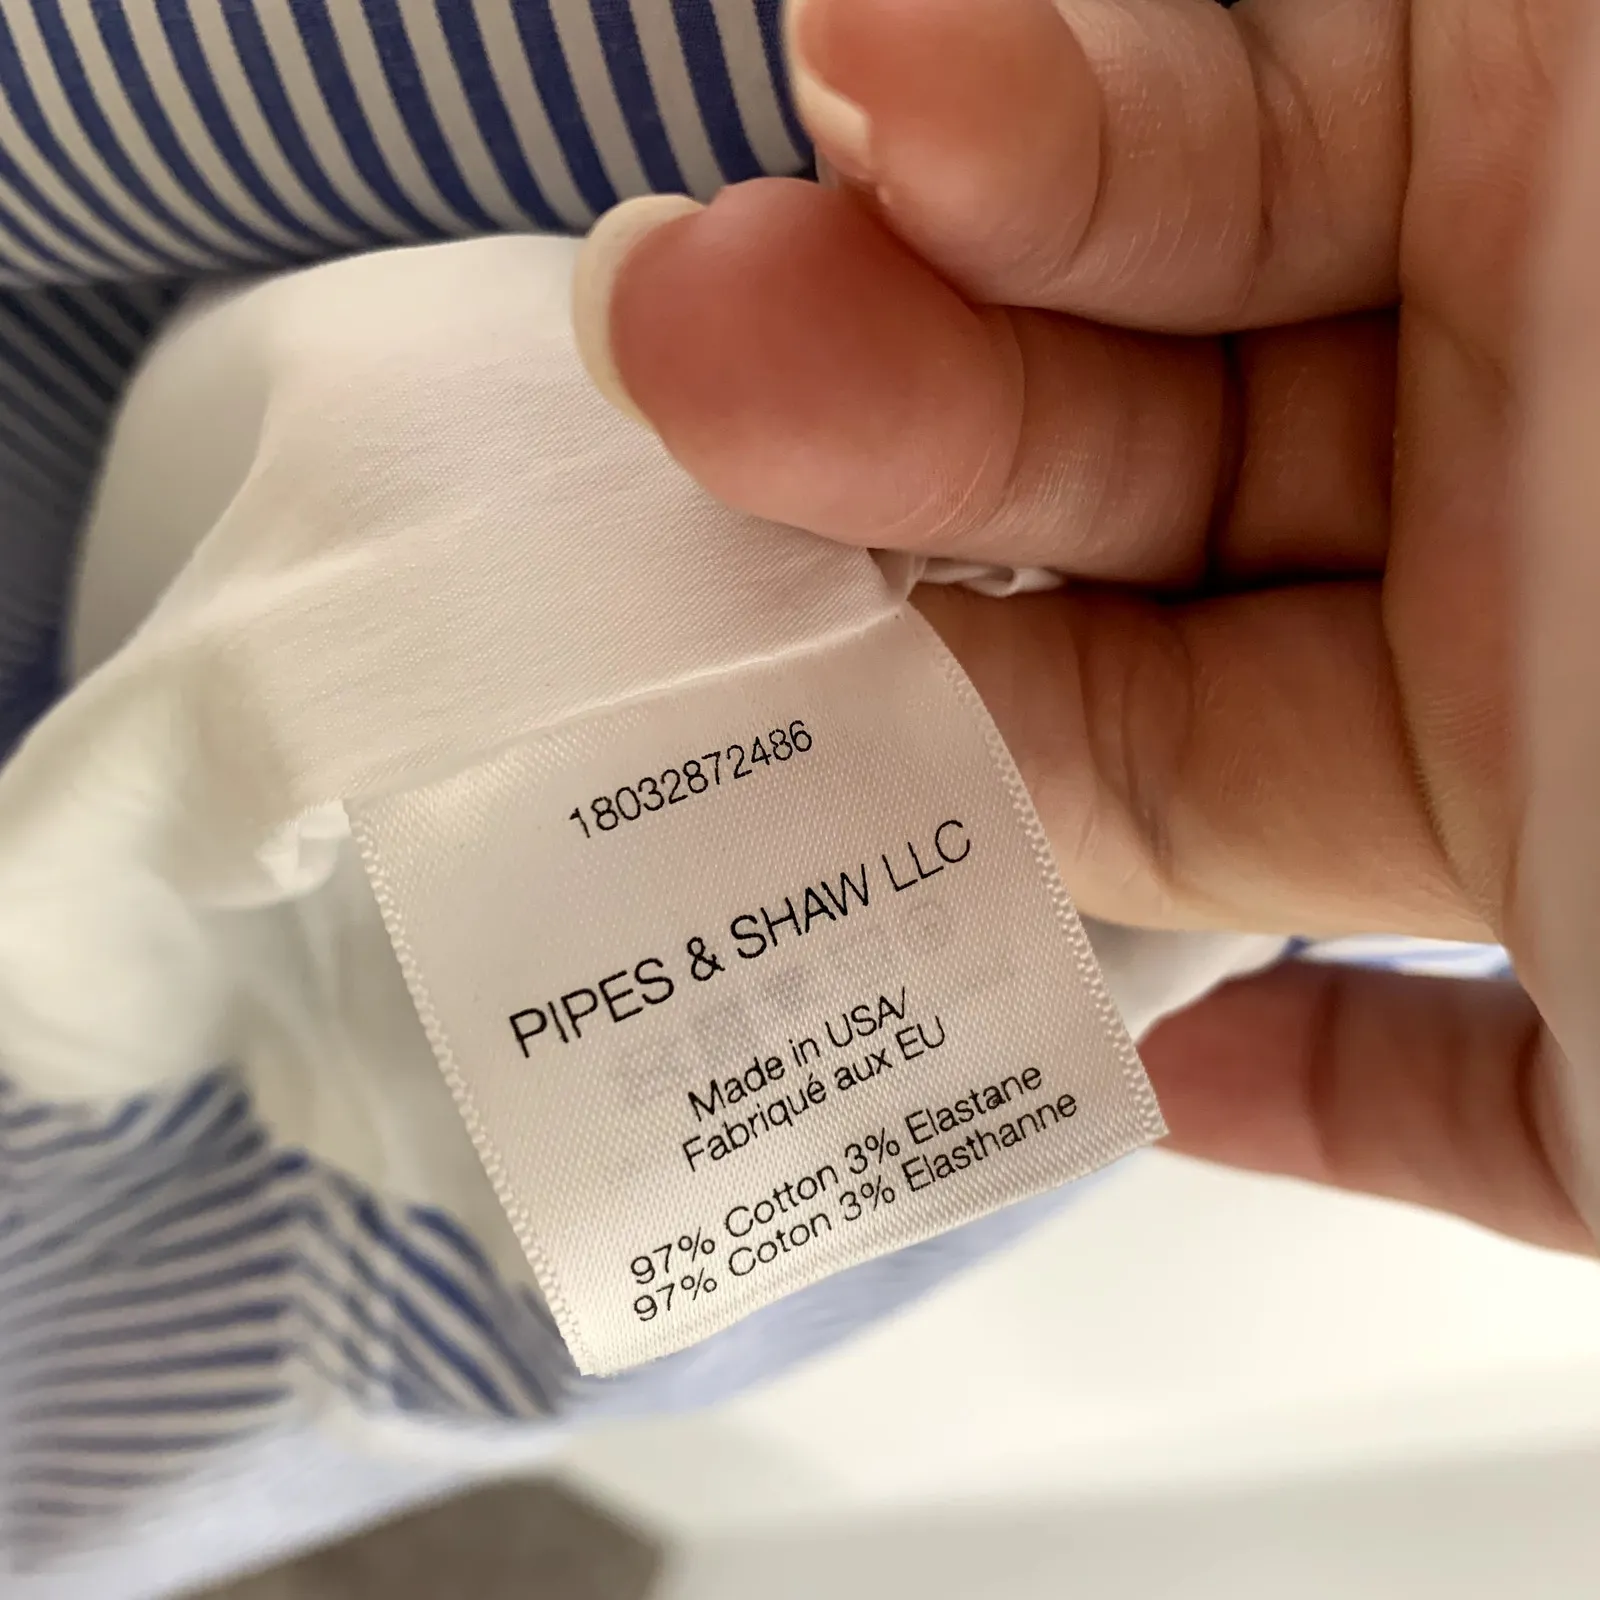 18032872486
PIPES & SHAW LLC
Made in USA/
Fabriqué aux EU
97% Cotton 3% Elastane
97% Coton 3% Elasthanne